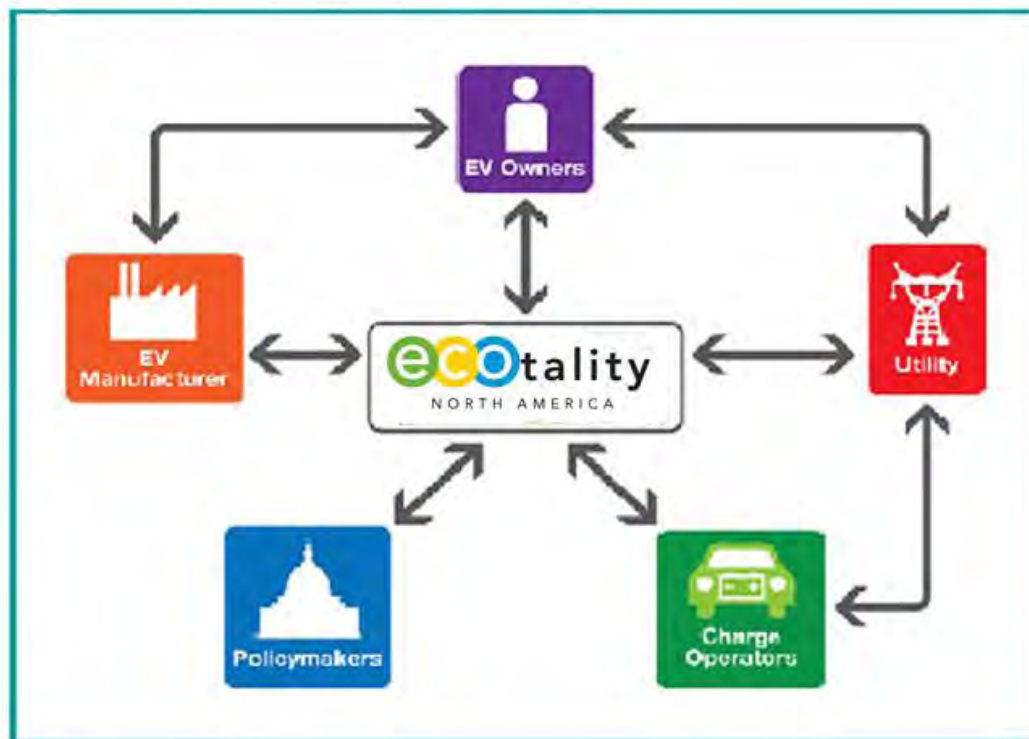 EV Owners
EV
Manufacturer
ecotality
NORTH AMERICA
Utility
Policymakers
Charge
Operators